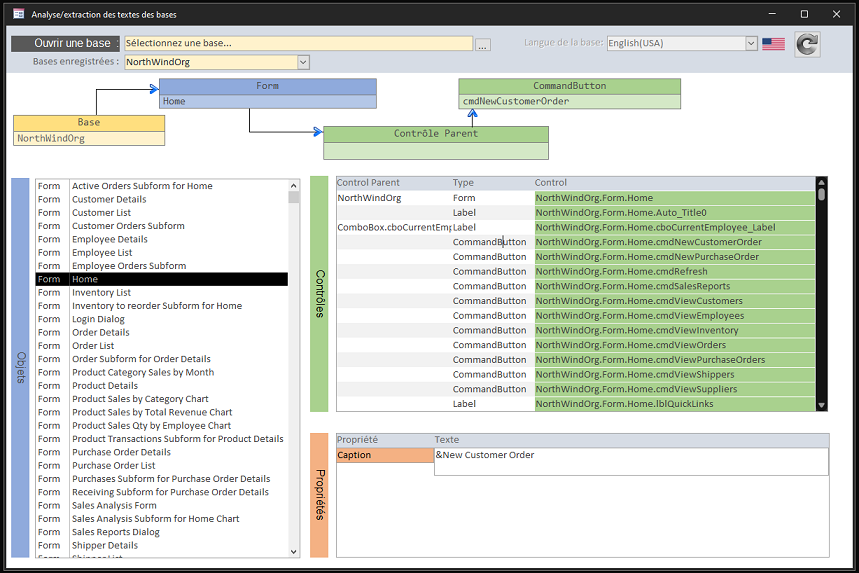 Analyse/extraction des textes des bases
Ouvrir une base :
Sélectionnez une base...
...
Langue de la base:
English(USA)
Bases enregistrées :
NorthWindOrg
Form
Home
CommandButton
cmdNewCustomerOrder
Base
NorthWindOrg
Contrôle Parent
Objets
Form Active Orders Subform for Home
Form Customer Details
Form Customer List
Form Customer Orders Subform
Form Employee Details
Form Employee List
Form Employee Orders Subform
Form Home
Form Inventory List
Form Inventory to reorder Subform for Home
Form Login Dialog
Form Order Details
Form Order List
Form Order Subform for Order Details
Form Product Category Sales by Month
Form Product Details
Form Product Sales by Category Chart
Form Product Sales by Total Revenue Chart
Form Product Sales Qty by Employee Chart
Form Product Transactions Subform for Product Details
Form Purchase Order Details
Form Purchase Order List
Form Purchases Subform for Purchase Order Details
Form Receiving Subform for Purchase Order Details
Form Sales Analysis Form
Form Sales Analysis Subform for Home Chart
Form Sales Reports Dialog
Form Shipper Details
Form Shipper List
Contrôles
Control Parent Type Control
NorthWindOrg Form NorthWindOrg.Form.Home
Label NorthWindOrg.Form.Home.Auto_Title0
ComboBox.cboCurrentEmp Label NorthWindOrg.Form.Home.cboCurrentEmployee_Label
CommandButton NorthWindOrg.Form.Home.cmdNewCustomerOrder
CommandButton NorthWindOrg.Form.Home.cmdNewPurchaseOrder
CommandButton NorthWindOrg.Form.Home.cmdRefresh
CommandButton NorthWindOrg.Form.Home.cmdSalesReports
CommandButton NorthWindOrg.Form.Home.cmdViewCustomers
CommandButton NorthWindOrg.Form.Home.cmdViewEmployees
CommandButton NorthWindOrg.Form.Home.cmdViewInventory
CommandButton NorthWindOrg.Form.Home.cmdViewOrders
CommandButton NorthWindOrg.Form.Home.cmdViewPurchaseOrders
CommandButton NorthWindOrg.Form.Home.cmdViewShippers
CommandButton NorthWindOrg.Form.Home.cmdViewSuppliers
Label NorthWindOrg.Form.Home.lblQuickLinks
Propriétés
Propriété Texte
Caption &New Customer Order